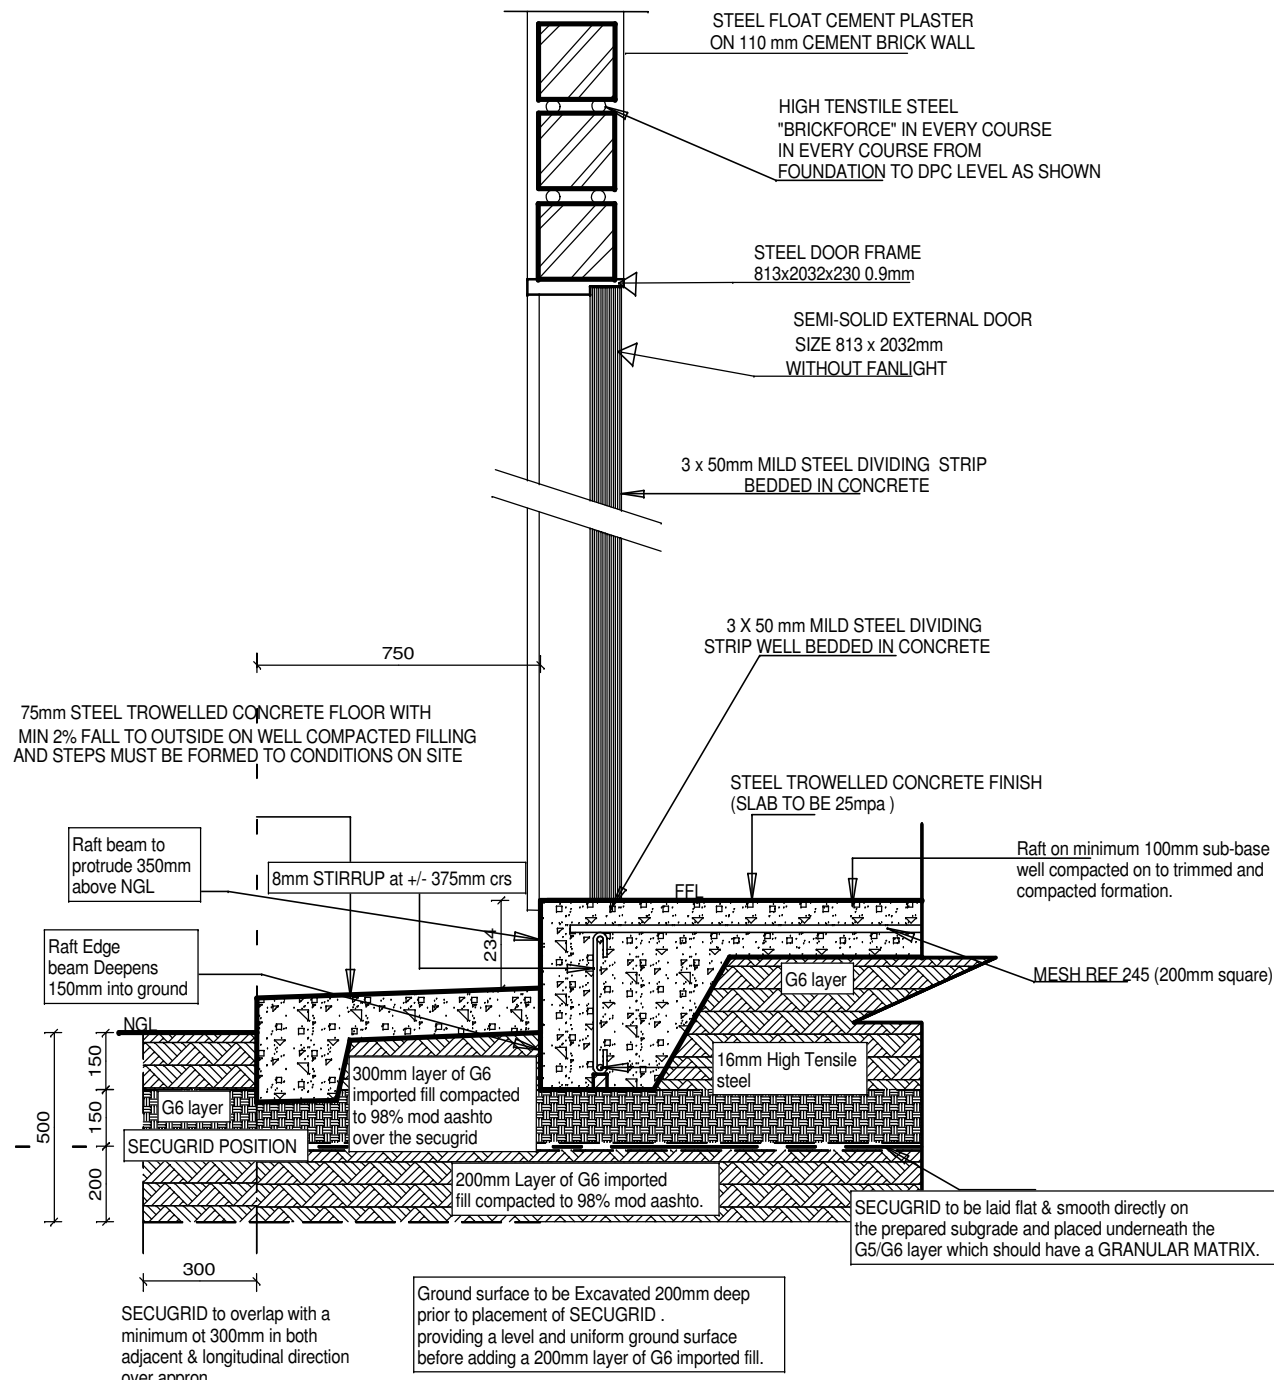 STEEL FLOAT CEMENT PLASTER
ON 110 mm CEMENT BRICK WALL
HIGH TENSTILE STEEL
"BRICKFORCE" IN EVERY COURSE
IN EVERY COURSE FROM
FOUNDATION TO DPC LEVEL AS SHOWN
STEEL DOOR FRAME
813x2032x230 0.9mm
SEMI-SOLID EXTERNAL DOOR
SIZE 813 x 2032mm
WITHOUT FANLIGHT
3 x 50mm MILD STEEL DIVIDING STRIP
BEDDED IN CONCRETE
3 X 50 mm MILD STEEL DIVIDING
STRIP WELL BEDDED IN CONCRETE
750
75mm STEEL TROWELLED CONCRETE FLOOR WITH
MIN 2% FALL TO OUTSIDE ON WELL COMPACTED FILLING
AND STEPS MUST BE FORMED TO CONDITIONS ON SITE
STEEL TROWELLED CONCRETE FINISH
(SLAB TO BE 25mpa )
Raft beam to
protrude 350mm
above NGL
8mm STIRRUP at +/- 375mm crs
Raft on minimum 100mm sub-base
well compacted on to trimmed and
compacted formation.
FFL
234
Raft Edge
beam Deepens
150mm into ground
G6 layer
MESH REF 245 (200mm square)
NGL
150
150
200
500
300mm layer of G6
imported fill compacted
to 98% mod aashto
over the secugrid
16mm High Tensile
steel
G6 layer
SECUGRID POSITION
200mm Layer of G6 imported
fill compacted to 98% mod aashto.
SECUGRID to be laid flat & smooth directly on
the prepared subgrade and placed underneath the
G5/G6 layer which should have a GRANULAR MATRIX.
300
SECUGRID to overlap with a
minimum ot 300mm in both
adjacent & longitudinal direction
over appron
Ground surface to be Excavated 200mm deep
prior to placement of SECUGRID .
providing a level and uniform ground surface
before adding a 200mm layer of G6 imported fill.